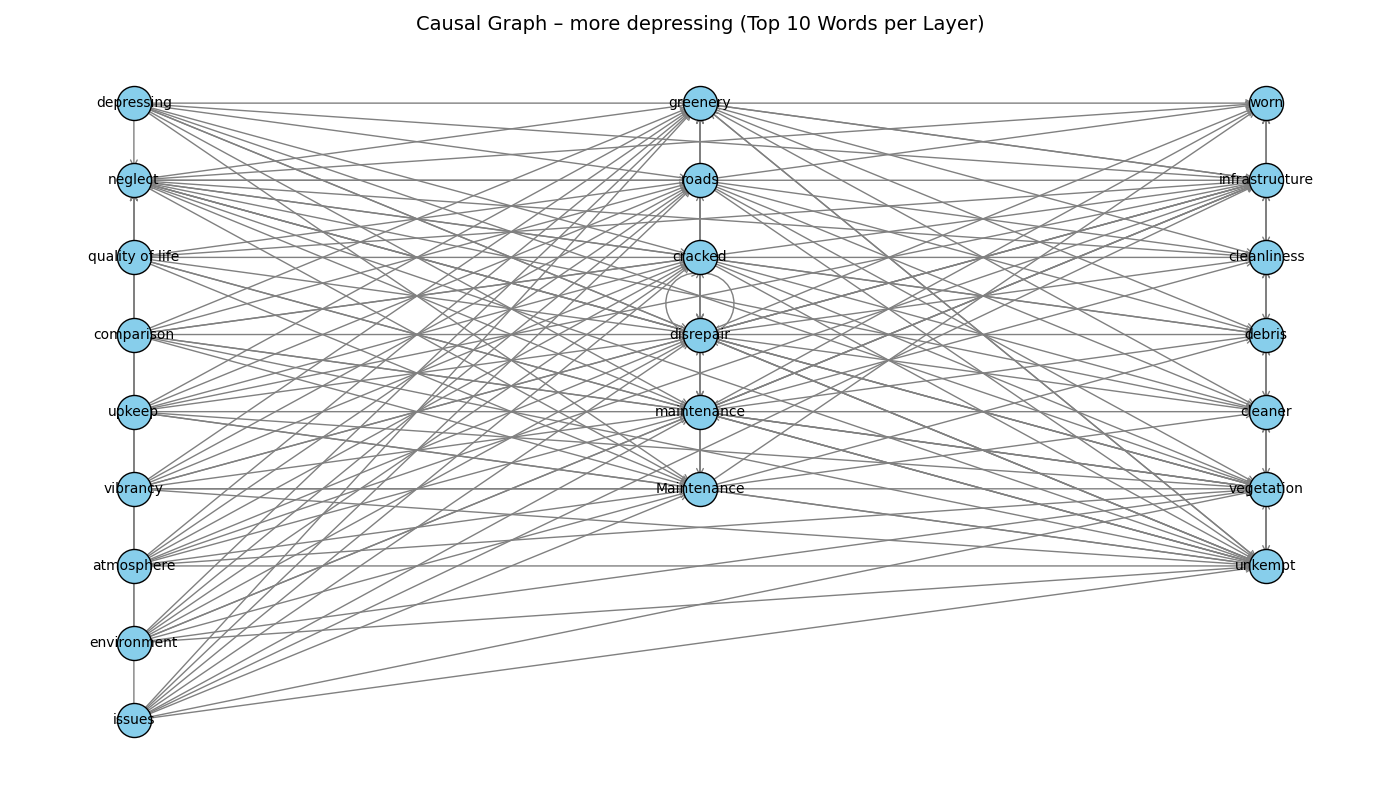 Causal Graph – more depressing (Top 10 Words per Layer)
depressing
neglect
quality of life
comparison
upkeep
vibrancy
atmosphere
environment
issues
greenery
roads
cracked
disrepair
maintenance
Maintenance
worn
infrastructure
cleanliness
debris
cleaner
vegetation
unkempt